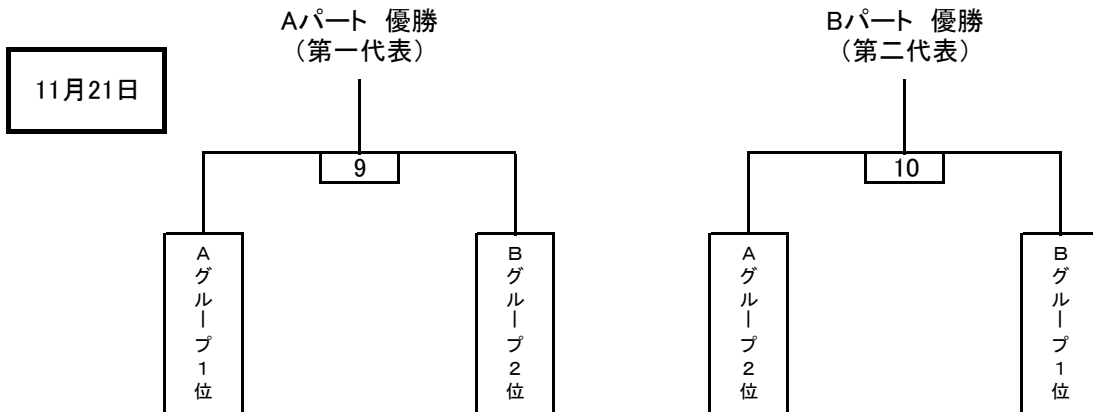 Aパート 優勝
（第一代表）
Bパート 優勝
（第二代表）
11月21日
9
10
Aグループ1位
Bグループ2位
Aグループ2位
Bグループ1位